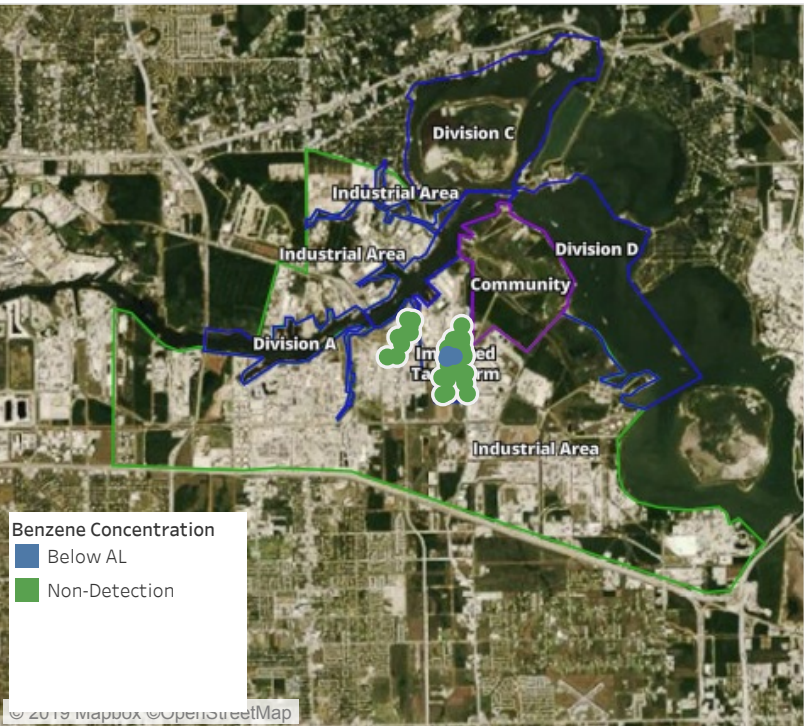 Division C
Industrial Area
Division D
Industrial Area
Community
Division A
Industrial Area
Benzene Concentration
Below AL
Non-Detection
© 2019 Mapbox ©OpenStreetMap